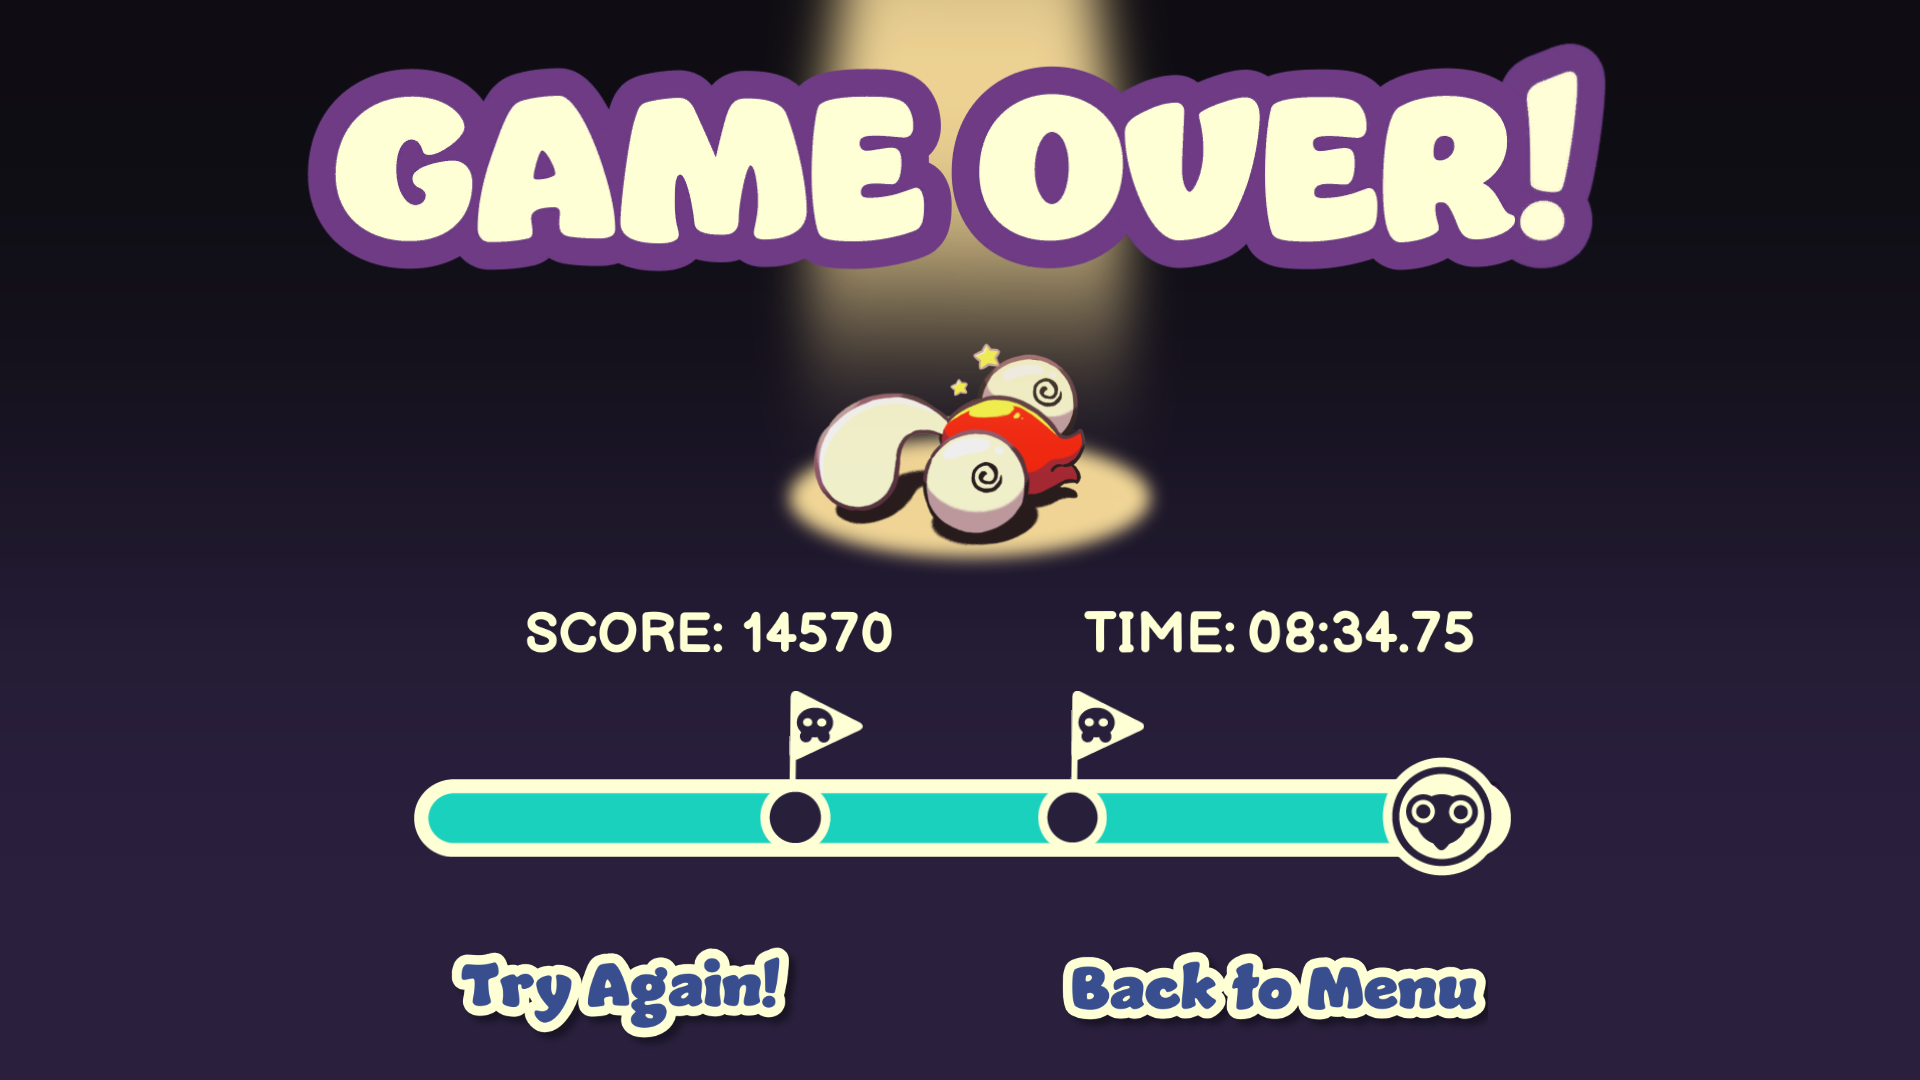 GAME OVER!
SCORE: 14570
TIME: 08:34.75
Try Again!
Back to Menu